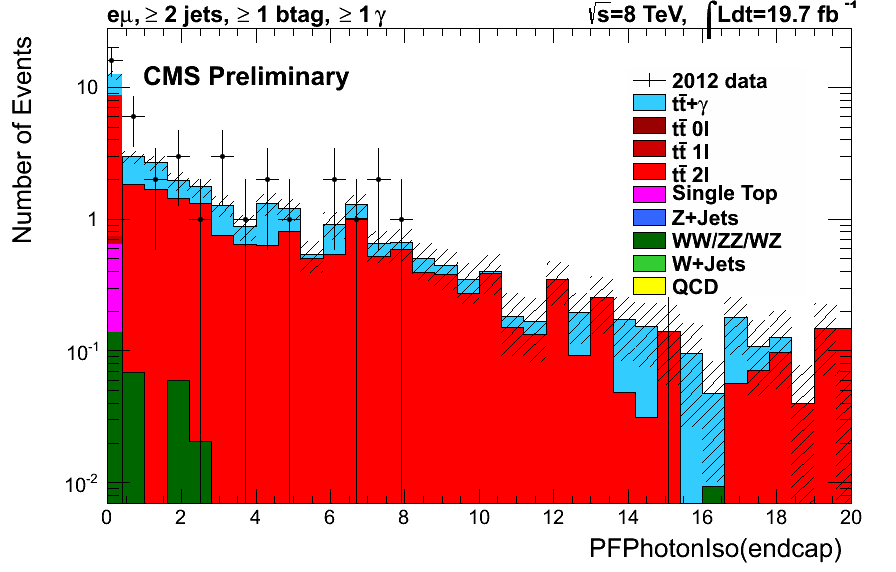 eμ, ≥ 2 jets, ≥ 1 btag, ≥ 1 γ
√s=8 TeV, ∫Ldt=19.7 fb⁻¹
CMS Preliminary
Number of Events
10
1
10⁻¹
10⁻²
2012 data
tt̄+γ
tt̄ 0l
tt̄ 1l
tt̄ 2l
Single Top
Z+Jets
WW/ZZ/WZ
W+Jets
QCD
0 2 4 6 8 10 12 14 16 18 20
PFPhotonIso(endcap)